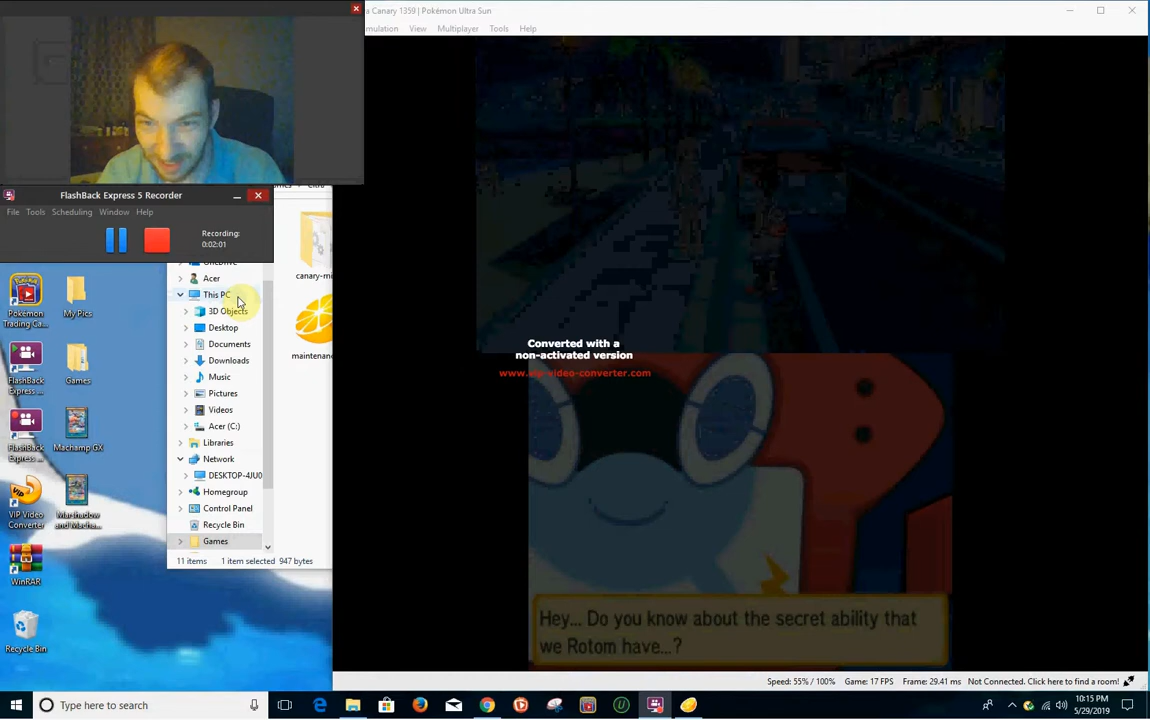 ra Canary 1359 | Pokémon Ultra Sun
mulation View Multiplayer Tools Help
FlashBack Express 5 Recorder
File Tools Scheduling Window Help
Recording:
0:02:01
canary-mi
maintenanc
OneDrive
Acer
This PC
3D Objects
Desktop
Documents
Downloads
Music
Pictures
Videos
Acer (C:)
Libraries
Network
DESKTOP-4JU0
Homegroup
Control Panel
Recycle Bin
Games
11 items 1 item selected 947 bytes
Pokemon
Trading Ca...
My Pics
FlashBack
Express ...
Games
FlashBack
Express ...
Machamp GX
VIP Video
Converter
Marshadow
and Macha...
WinRAR
Recycle Bin
Converted with a
non-activated version
www.vip-video-converter.com
Hey... Do you know about the secret ability that
we Rotom have...?
Speed: 55% / 100% Game: 17 FPS Frame: 29.41 ms Not Connected. Click here to find a room!
Type here to search
10:15 PM
5/29/2019